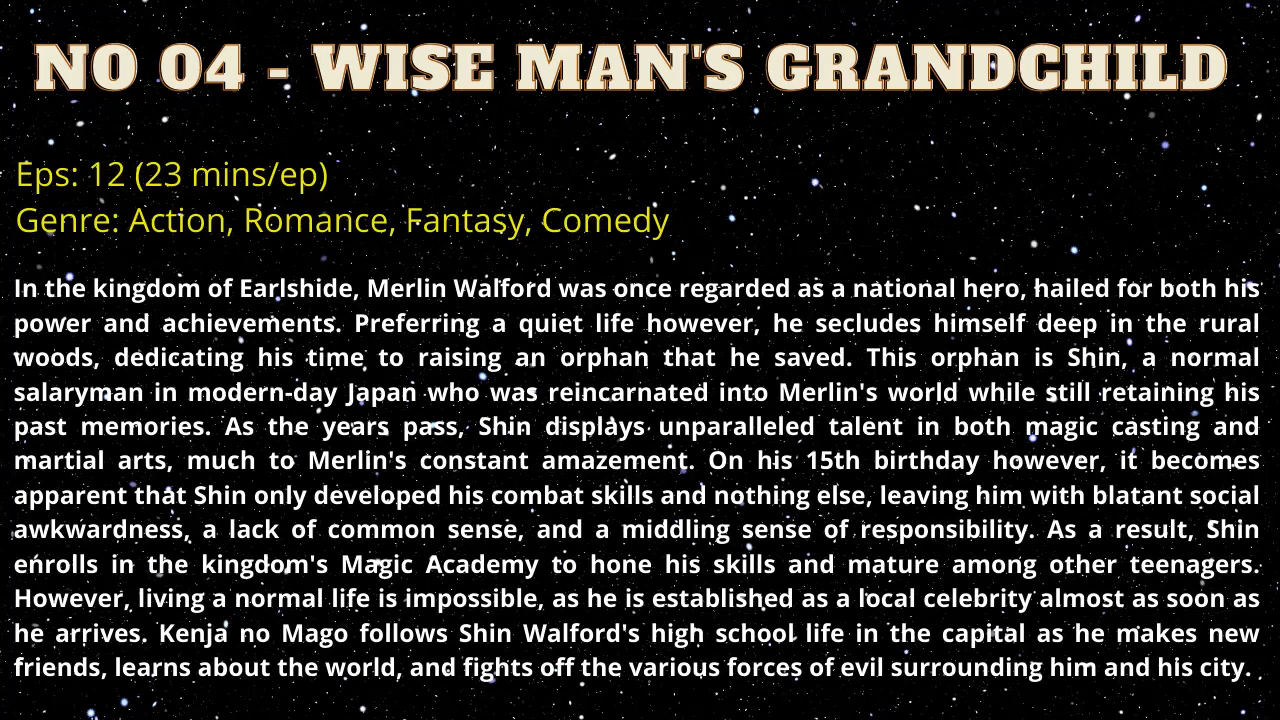 NO 04 - WISE MAN'S GRANDCHILD
Eps: 12 (23 mins/ep)
Genre: Action, Romance, Fantasy, Comedy
In the kingdom of Earlshide, Merlin Walford was once regarded as a national hero, hailed for both his
power and achievements. Preferring a quiet life however, he secludes himself deep in the rural
woods, dedicating his time to raising an orphan that he saved. This orphan is Shin, a normal
salaryman in modern-day Japan who was reincarnated into Merlin's world while still retaining his
past memories. As the years pass, Shin displays unparalleled talent in both magic casting and
martial arts, much to Merlin's constant amazement. On his 15th birthday however, it becomes
apparent that Shin only developed his combat skills and nothing else, leaving him with blatant social
awkwardness, a lack of common sense, and a middling sense of responsibility. As a result, Shin
enrolls in the kingdom's Magic Academy to hone his skills and mature among other teenagers.
However, living a normal life is impossible, as he is established as a local celebrity almost as soon as
he arrives. Kenja no Mago follows Shin Walford's high school life in the capital as he makes new
friends, learns about the world, and fights off the various forces of evil surrounding him and his city.